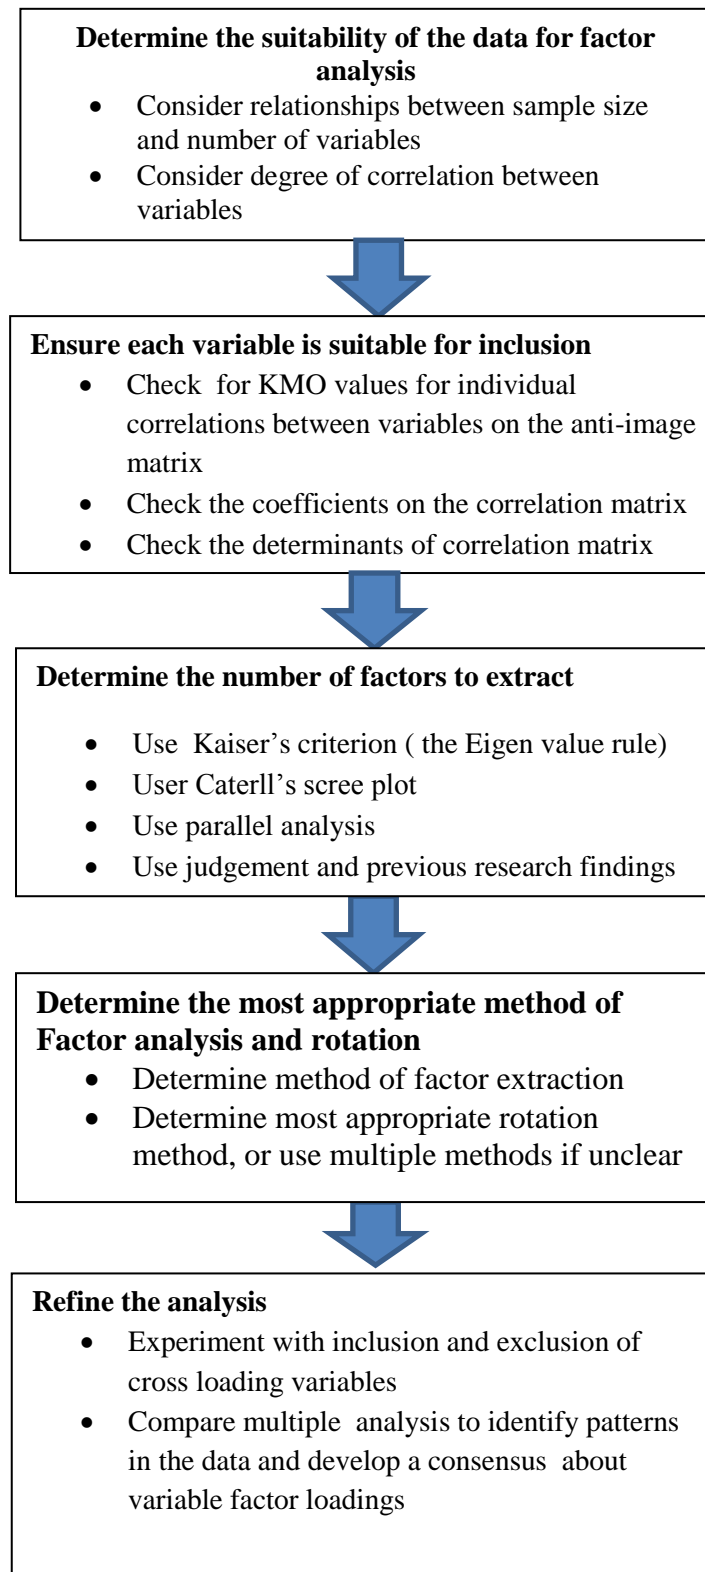 Determine the suitability of the data for factor
analysis
• Consider relationships between sample size
and number of variables
• Consider degree of correlation between
variables
Ensure each variable is suitable for inclusion
• Check for KMO values for individual
correlations between variables on the anti-image
matrix
• Check the coefficients on the correlation matrix
• Check the determinants of correlation matrix
Determine the number of factors to extract
• Use Kaiser’s criterion ( the Eigen value rule)
• User Caterll’s scree plot
• Use parallel analysis
• Use judgement and previous research findings
Determine the most appropriate method of
Factor analysis and rotation
• Determine method of factor extraction
• Determine most appropriate rotation
method, or use multiple methods if unclear
Refine the analysis
• Experiment with inclusion and exclusion of
cross loading variables
• Compare multiple analysis to identify patterns
in the data and develop a consensus about
variable factor loadings